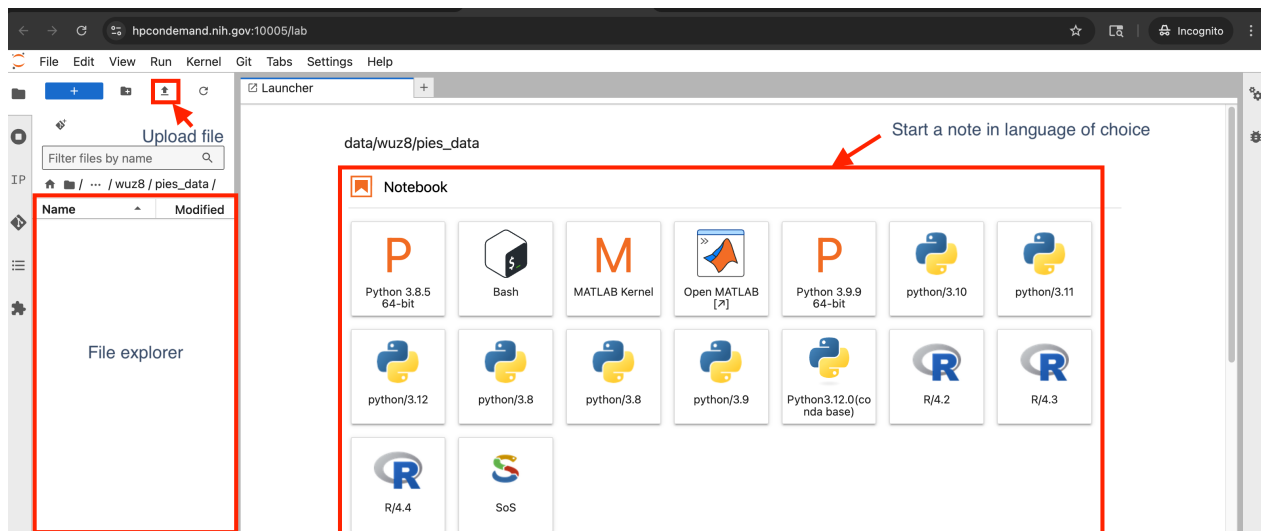 hpcondemand.nih.gov:10005/lab
Incognito
File Edit View Run Kernel Git Tabs Settings Help
+
Launcher
+
Upload file
Filter files by name
IP
/ ··· / wuz8 / pies_data /
Name
Modified
File explorer
data/wuz8/pies_data
Start a note in language of choice
Notebook
P
Python 3.8.5
64-bit
$_
Bash
M
MATLAB Kernel
>>
Open MATLAB
[↗]
P
Python 3.9.9
64-bit
python/3.10
python/3.11
python/3.12
python/3.8
python/3.8
python/3.9
Python3.12.0(co
nda base)
R
R/4.2
R
R/4.3
R
R/4.4
S
SoS